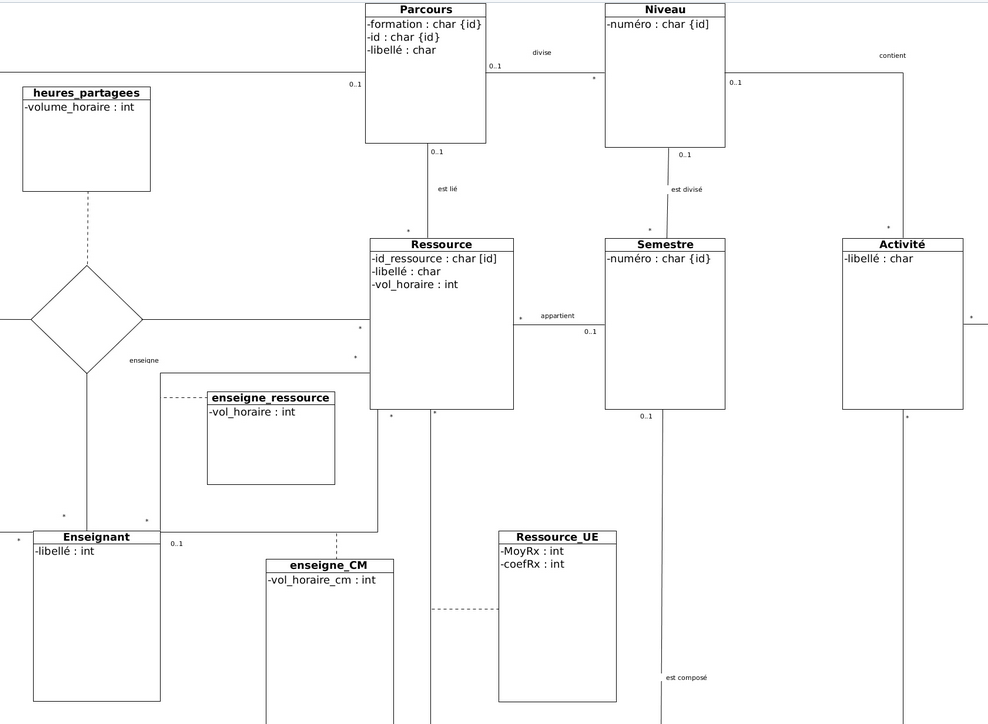 Parcours
-formation : char {id}
-id : char {id}
-libellé : char
Niveau
-numéro : char {id]
divise
0..1
*
contient
0..1
0..1
heures_partagees
-volume_horaire : int
0..1
est lié
*
0..1
est divisé
*
*
Ressource
-id_ressource : char [id]
-libellé : char
-vol_horaire : int
Semestre
-numéro : char {id}
Activité
-libellé : char
*
appartient
0..1
*
*
*
enseigne
enseigne_ressource
-vol_horaire : int
*
*
0..1
*
*
*
*
0..1
Enseignant
-libellé : int
enseigne_CM
-vol_horaire_cm : int
Ressource_UE
-MoyRx : int
-coefRx : int
est composé